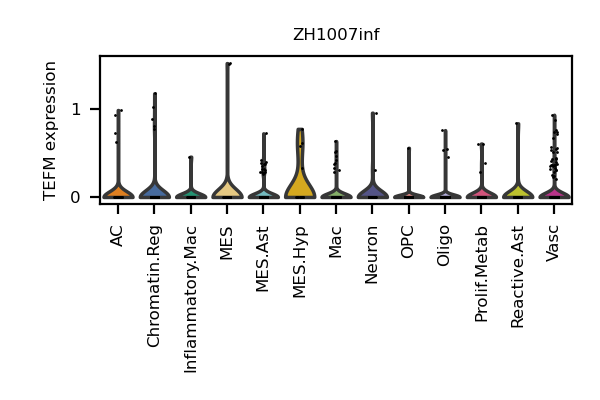 ZH1007inf
TEFM expression
1
0
AC
Chromatin.Reg
Inflammatory.Mac
MES
MES.Ast
MES.Hyp
Mac
Neuron
OPC
Oligo
Prolif.Metab
Reactive.Ast
Vasc